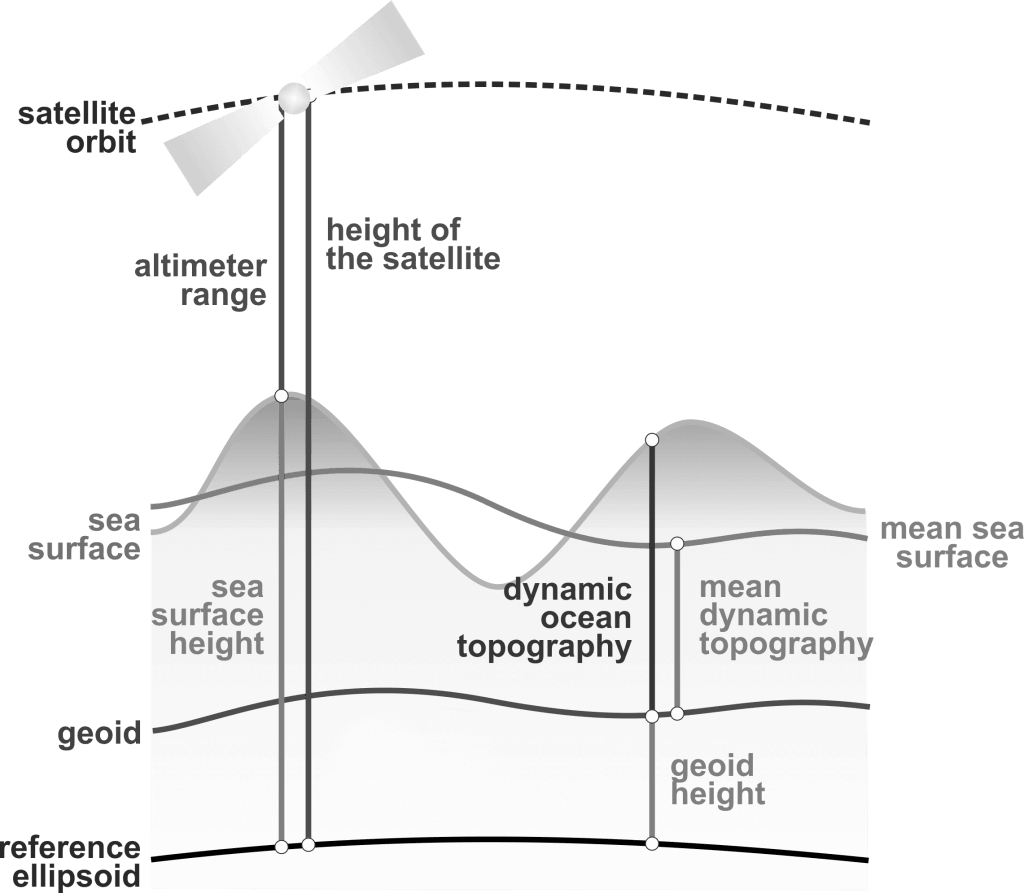 satellite
orbit
height of
the satellite
altimeter
range
sea
surface
mean sea
surface
sea
surface
height
dynamic
ocean
topography
mean
dynamic
topography
geoid
geoid
height
reference
ellipsoid